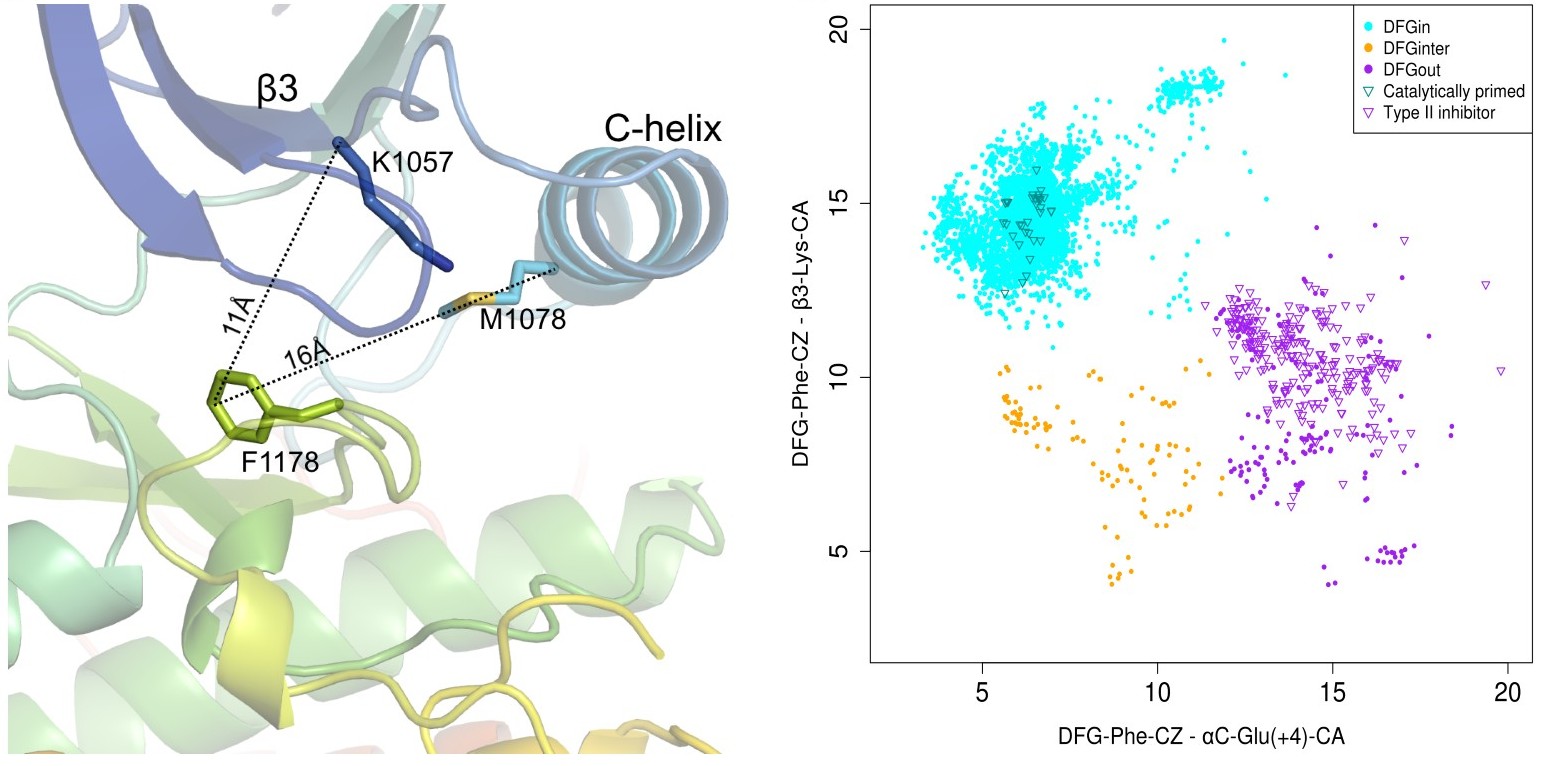 β3
C-helix
K1057
M1078
11Å
16Å
F1178
20
15
10
5
DFG-Phe-CZ - β3-Lys-CA
DFGin
DFGinter
DFGout
Catalytically primed
Type II inhibitor
5
10
15
20
DFG-Phe-CZ - αC-Glu(+4)-CA